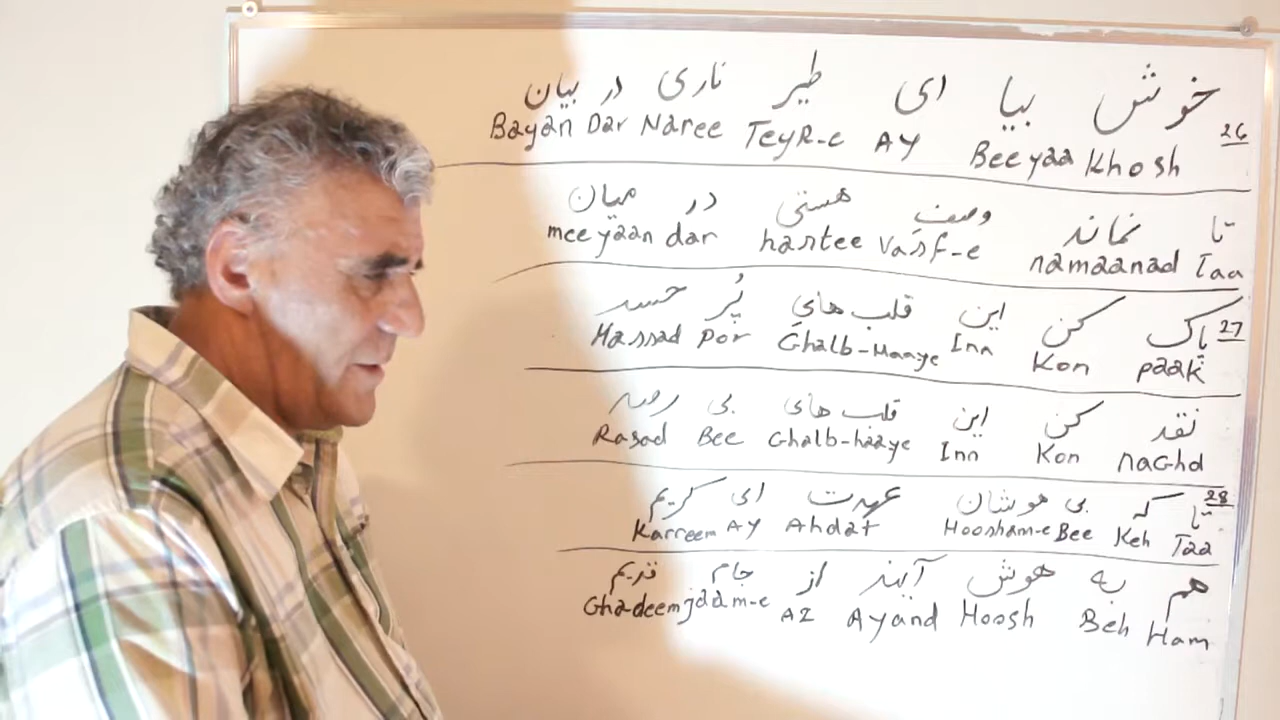 خوش بیا ای طیر ناری در بیان
26 Bayan Dar Naree Teyr-e Ay Beeyaa Khosh
تا نماند وصف هستی در میان
meeyaan dar hastee Vasf-e namaanad Taa
پاک کن این قلب‌هایِ پُر حسد
27 Hassad por Ghalb-Haaye Inn Kon paak
نقد کن این قلب‌های بی رصد
Rasad Bee Ghalb-haaye Inn Kon naghd
تا که بی هوشان عهدت ای کریم
28 Karreem Ay Ahdat Hooshan-e Bee Keh Taa
هم به هوش آیند از جام قدیم
Ghadeem jaam-e Az Ayand Hoosh Beh Ham